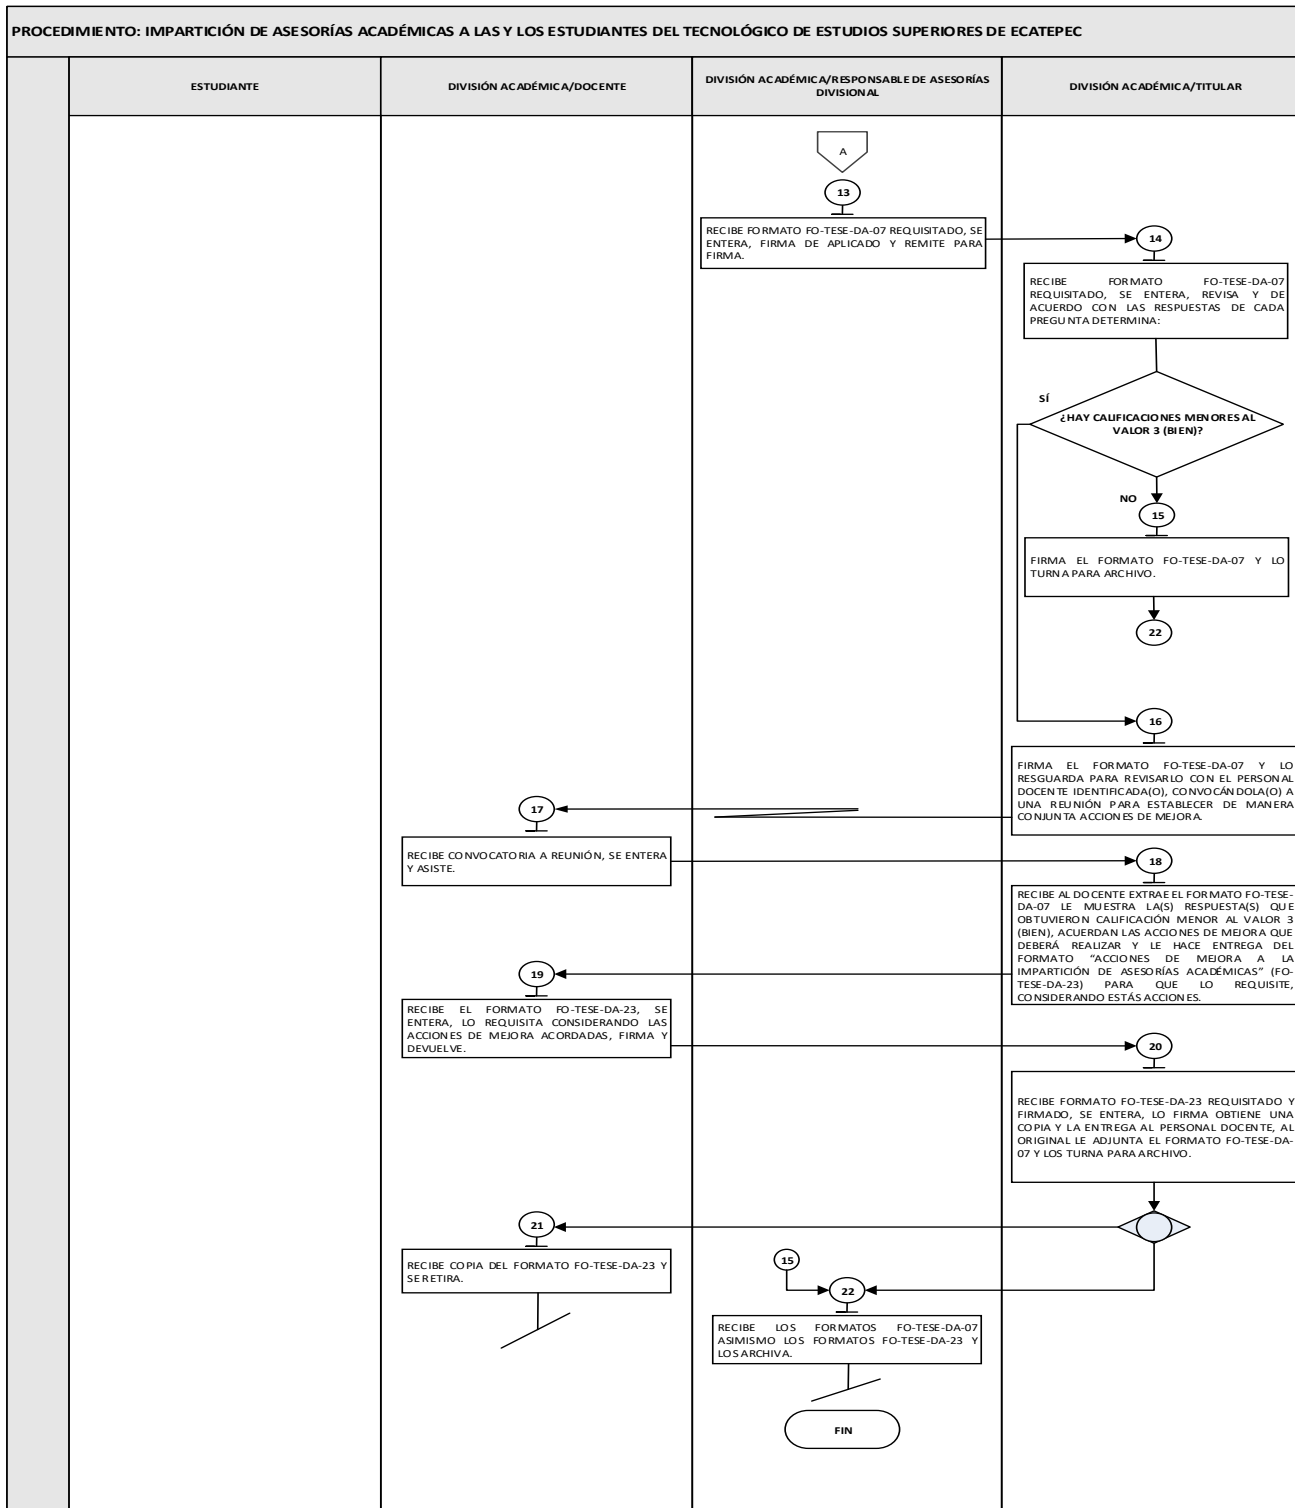 PROCEDIMIENTO: IMPARTICIÓN DE ASESORÍAS ACADÉMICAS A LAS Y LOS ESTUDIANTES DEL TECNOLÓGICO DE ESTUDIOS SUPERIORES DE ECATEPEC
ESTUDIANTE
DIVISIÓN ACADÉMICA/DOCENTE
DIVISIÓN ACADÉMICA/RESPONSABLE DE ASESORÍAS
DIVISIONAL
DIVISIÓN ACADÉMICA/TITULAR
A
13
RECIBE FORMATO FO-TESE-DA-07 REQUISITADO, SE
ENTERA, FIRMA DE APLICADO Y REMITE PARA
FIRMA.
14
RECIBE FORMATO FO-TESE-DA-07
REQUISITADO, SE ENTERA, REVISA Y DE
ACUERDO CON LAS RESPUESTAS DE CADA
PREGUNTA DETERMINA:
SÍ
¿HAY CALIFICACIONES MENORES AL
VALOR 3 (BIEN)?
NO
15
FIRMA EL FORMATO FO-TESE-DA-07 Y LO
TURNA PARA ARCHIVO.
22
16
FIRMA EL FORMATO FO-TESE-DA-07 Y LO
RESGUARDA PARA REVISARLO CON EL PERSONAL
DOCENTE IDENTIFICADA(O), CONVOCÁNDOLA(O) A
UNA REUNIÓN PARA ESTABLECER DE MANERA
CONJUNTA ACCIONES DE MEJORA.
17
RECIBE CONVOCATORIA A REUNIÓN, SE ENTERA
Y ASISTE.
18
RECIBE AL DOCENTE EXTRAE EL FORMATO FO-TESE-
DA-07 LE MUESTRA LA(S) RESPUESTA(S) QUE
OBTUVIERON CALIFICACIÓN MENOR AL VALOR 3
(BIEN), ACUERDAN LAS ACCIONES DE MEJORA QUE
DEBERÁ REALIZAR Y LE HACE ENTREGA DEL
FORMATO “ACCIONES DE MEJORA A LA
IMPARTICIÓN DE ASESORÍAS ACADÉMICAS” (FO-
TESE-DA-23) PARA QUE LO REQUISITE,
CONSIDERANDO ESTÁS ACCIONES.
19
RECIBE EL FORMATO FO-TESE-DA-23, SE
ENTERA, LO REQUISITA CONSIDERANDO LAS
ACCIONES DE MEJORA ACORDADAS, FIRMA Y
DEVUELVE.
20
RECIBE FORMATO FO-TESE-DA-23 REQUISITADO Y
FIRMADO, SE ENTERA, LO FIRMA OBTIENE UNA
COPIA Y LA ENTREGA AL PERSONAL DOCENTE, AL
ORIGINAL LE ADJUNTA EL FORMATO FO-TESE-DA-
07 Y LOS TURNA PARA ARCHIVO.
21
RECIBE COPIA DEL FORMATO FO-TESE-DA-23 Y
SE RETIRA.
15
22
RECIBE LOS FORMATOS FO-TESE-DA-07
ASIMISMO LOS FORMATOS FO-TESE-DA-23 Y
LOS ARCHIVA.
FIN